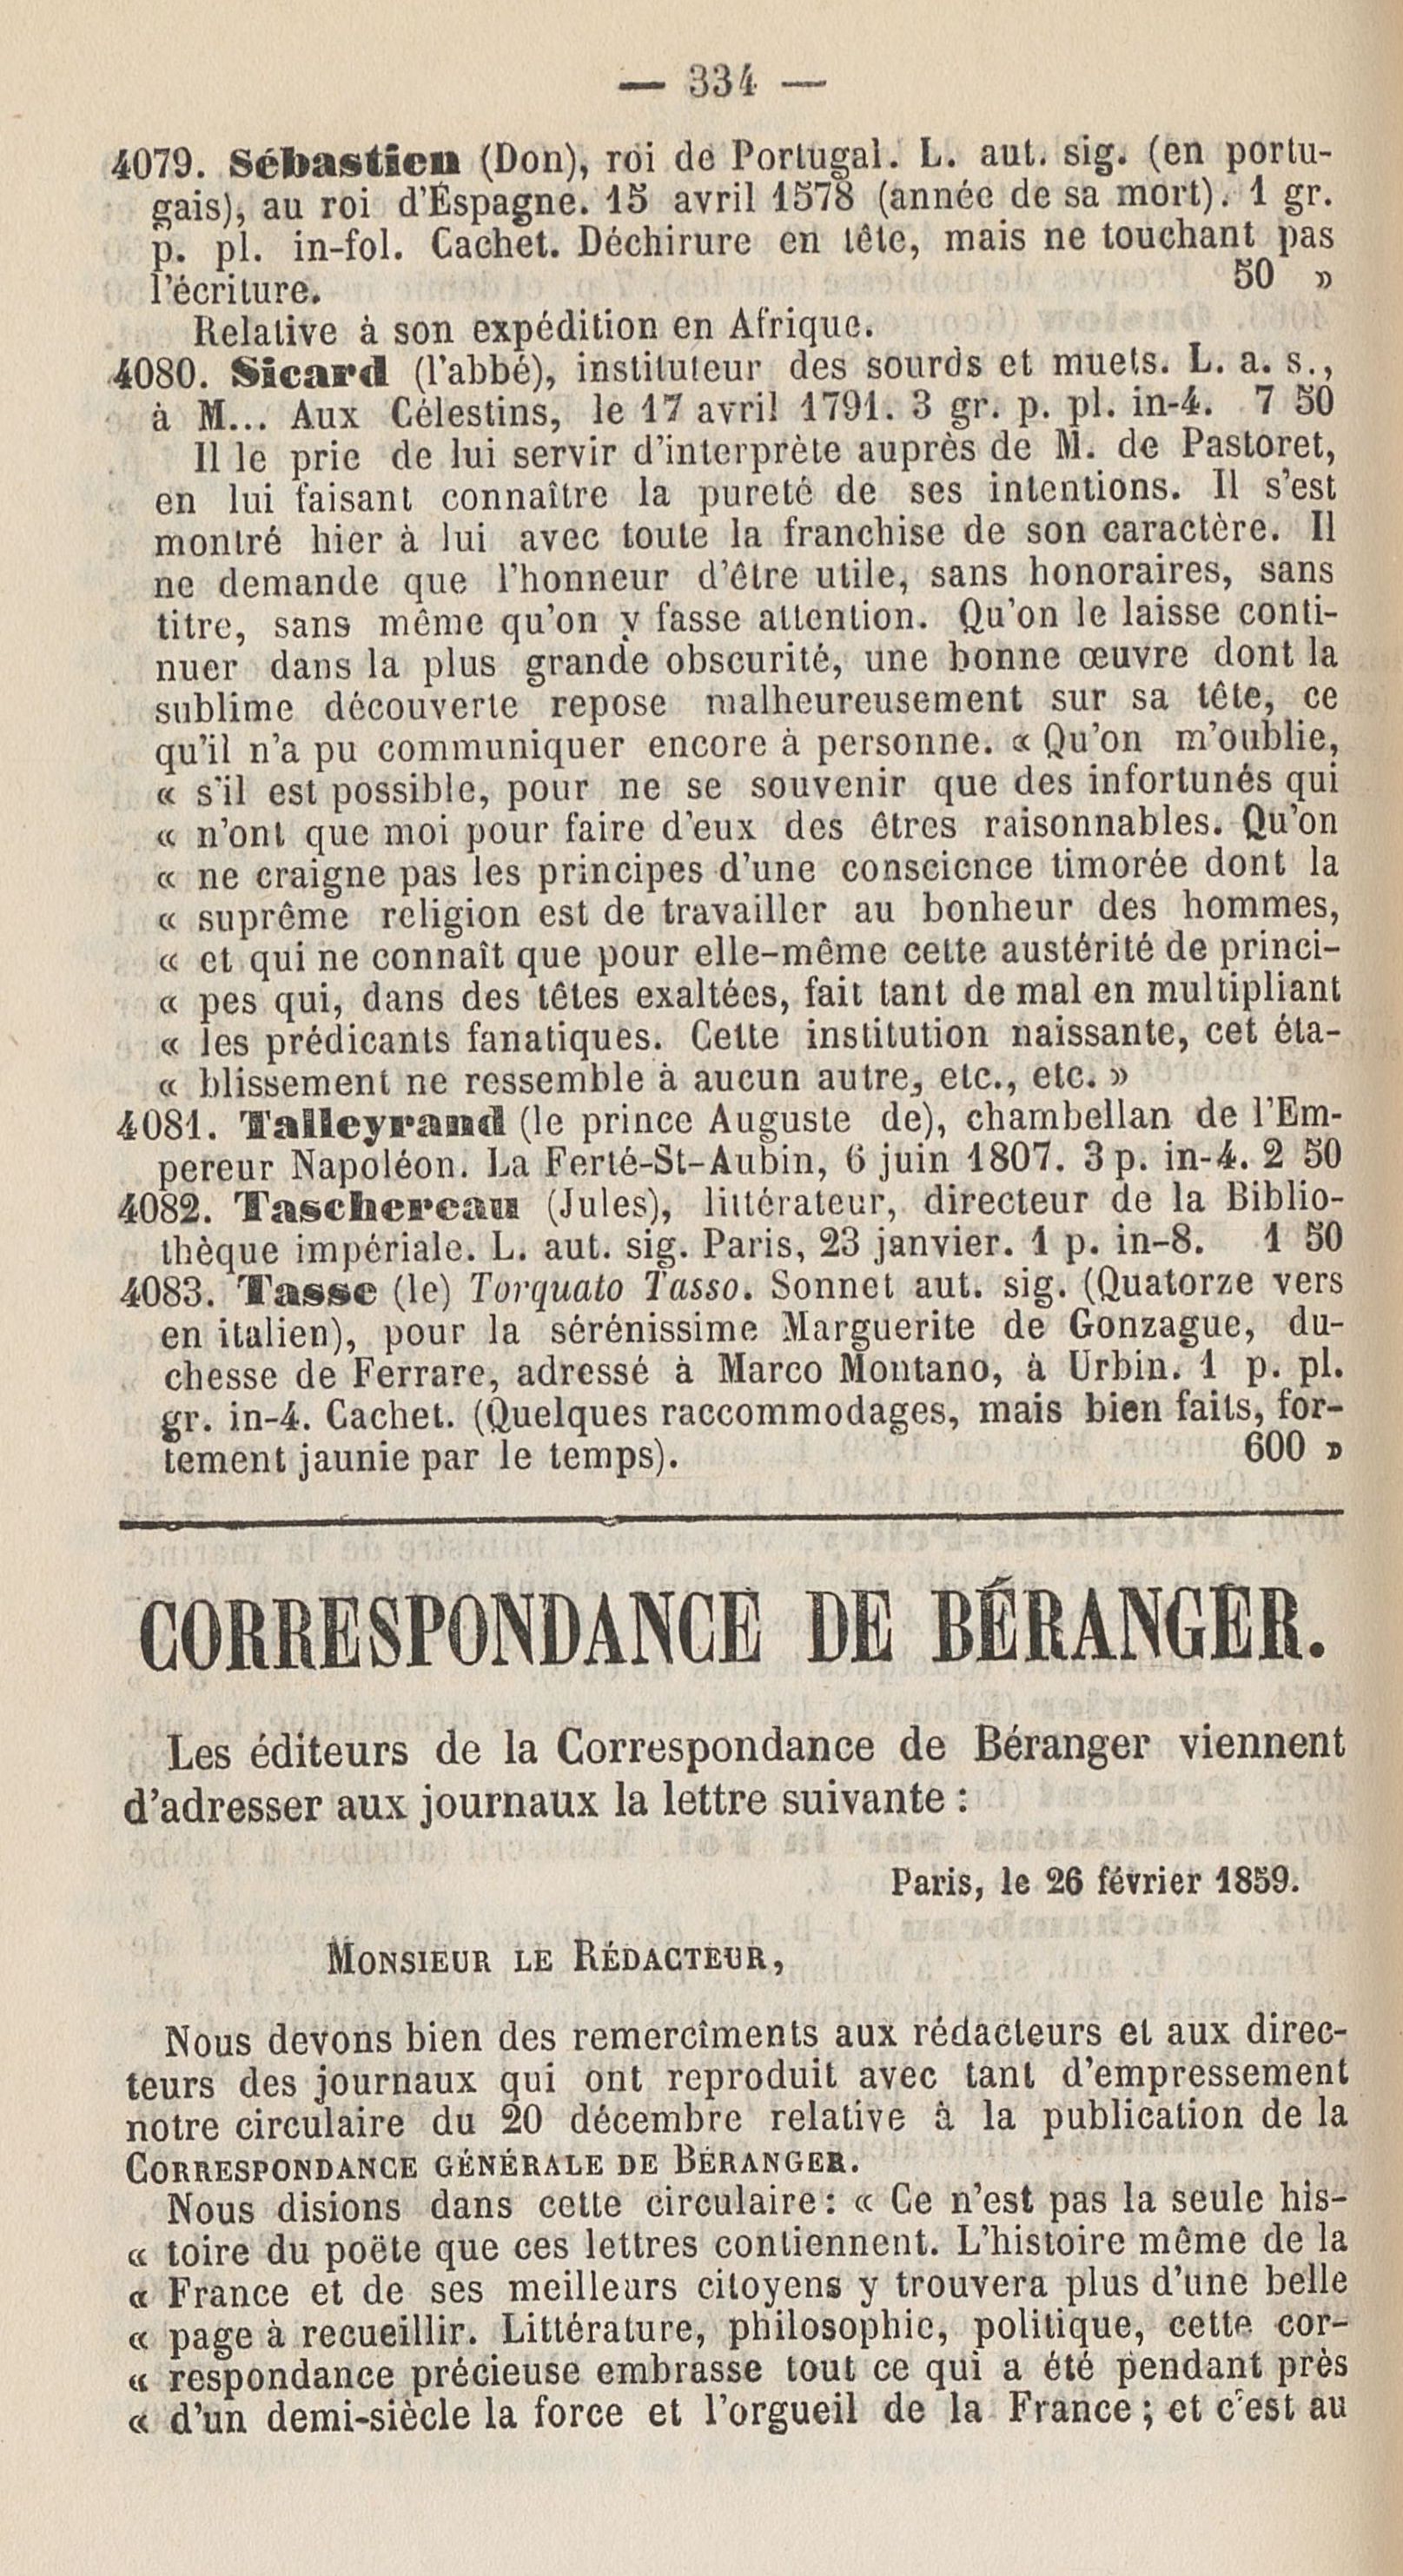 — 334 —
4079. Sébastien (Don), roi de Portugal. L. aut. sig. (en portu-
gais), au roi d'Espagne. 15 avril 1578 (année de sa mort). 1 gr.
p. pl. in-fol. Cachet. Déchirure en tête, mais ne touchant pas
l'écriture. 50 »
Relative à son expédition en Afrique.
4080. Sicard (l'abbé), instituteur des sourds et muets. L. a. s.,
à M... Aux Célestins, le 17 avril 1791. 3 gr. p. pl. in-4. 7 50
Il le prie de lui servir d'interprète auprès de M. de Pastoret,
en lui faisant connaître la pureté de ses intentions. Il s'est
montré hier à lui avec toute la franchise de son caractère. Il
ne demande que l'honneur d'être utile, sans honoraires, sans
titre, sans même qu'on y fasse attention. Qu'on le laisse conti-
nuer dans la plus grande obscurité, une bonne œuvre dont la
sublime découverte repose malheureusement sur sa tête, ce
qu'il n'a pu communiquer encore à personne. « Qu'on m'oublie,
« s'il est possible, pour ne se souvenir que des infortunés qui
« n'ont que moi pour faire d'eux des êtres raisonnables. Qu'on
« ne craigne pas les principes d'une conscience timorée dont la
« suprême religion est de travailler au bonheur des hommes,
« et qui ne connaît que pour elle-même cette austérité de princi-
« pes qui, dans des têtes exaltées, fait tant de mal en multipliant
« les prédicants fanatiques. Cette institution naissante, cet éta-
« blissement ne ressemble à aucun autre, etc., etc. »
4081. Talleyrand (le prince Auguste de), chambellan de l'Em-
pereur Napoléon. La Ferté-St-Aubin, 6 juin 1807. 3 p. in-4. 2 50
4082. Taschereau (Jules), littérateur, directeur de la Biblio-
thèque impériale. L. aut. sig. Paris, 23 janvier. 1 p. in-8. 1 50
4083. Tasse (le) Torquato Tasso. Sonnet aut. sig. (Quatorze vers
en italien), pour la sérénissime Marguerite de Gonzague, du-
chesse de Ferrare, adressé à Marco Montano, à Urbin. 1 p. pl.
gr. in-4. Cachet. (Quelques raccommodages, mais bien faits, for-
tement jaunie par le temps). 600 »
CORRESPONDANCE DE BÉRANGER.
Les éditeurs de la Correspondance de Béranger viennent
d'adresser aux journaux la lettre suivante :
Paris, le 26 février 1859.
MONSIEUR LE RÉDACTEUR,
Nous devons bien des remercîments aux rédacteurs et aux direc-
teurs des journaux qui ont reproduit avec tant d'empressement
notre circulaire du 20 décembre relative à la publication de la
CORRESPONDANCE GÉNÉRALE DE BÉRANGER.
Nous disions dans cette circulaire: « Ce n'est pas la seule his-
« toire du poëte que ces lettres contiennent. L'histoire même de la
« France et de ses meilleurs citoyens y trouvera plus d'une belle
« page à recueillir. Littérature, philosophie, politique, cette cor-
« respondance précieuse embrasse tout ce qui a été pendant près
« d'un demi-siècle la force et l'orgueil de la France ; et c'est au